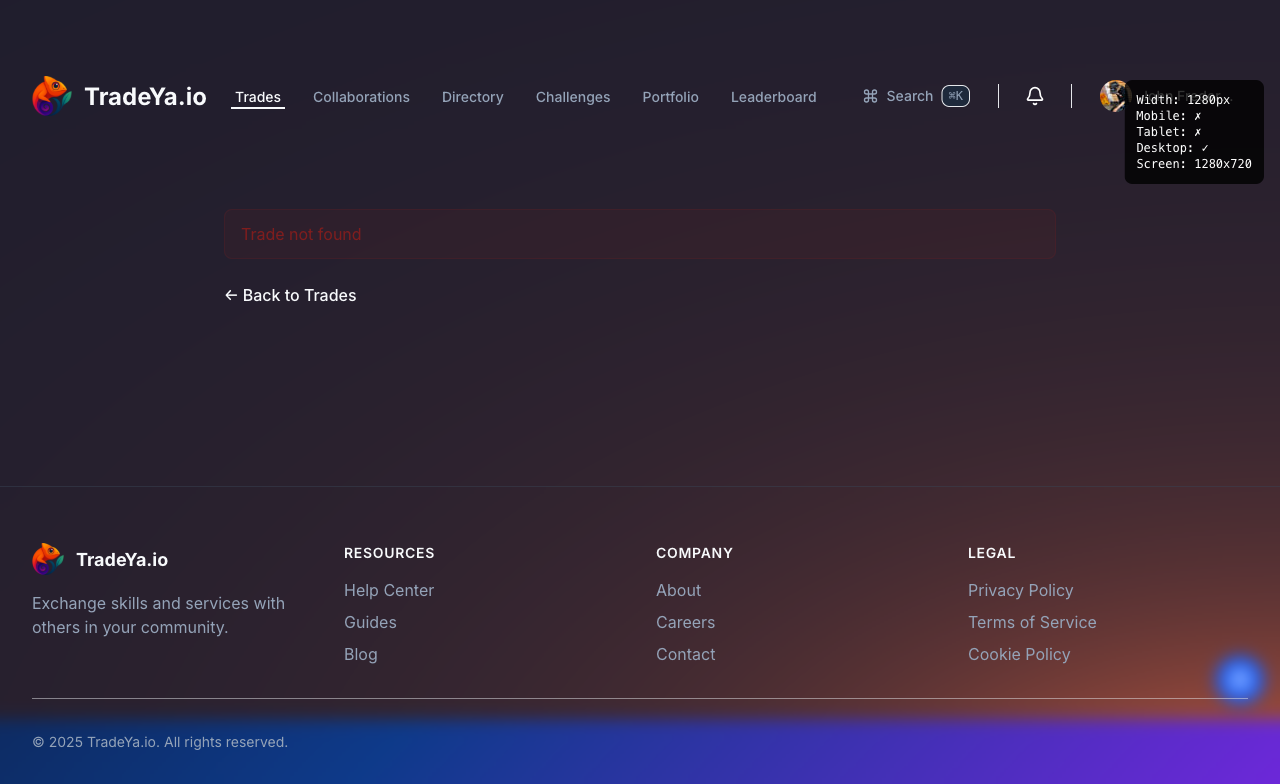 TradeYa.io
Trades
Collaborations
Directory
Challenges
Portfolio
Leaderboard
⌘ Search ⌘K
Width: 1280px
Mobile: ✗
Tablet: ✗
Desktop: ✓
Screen: 1280x720
Trade not found
← Back to Trades
TradeYa.io
Exchange skills and services with
others in your community.
RESOURCES
Help Center
Guides
Blog
COMPANY
About
Careers
Contact
LEGAL
Privacy Policy
Terms of Service
Cookie Policy
© 2025 TradeYa.io. All rights reserved.